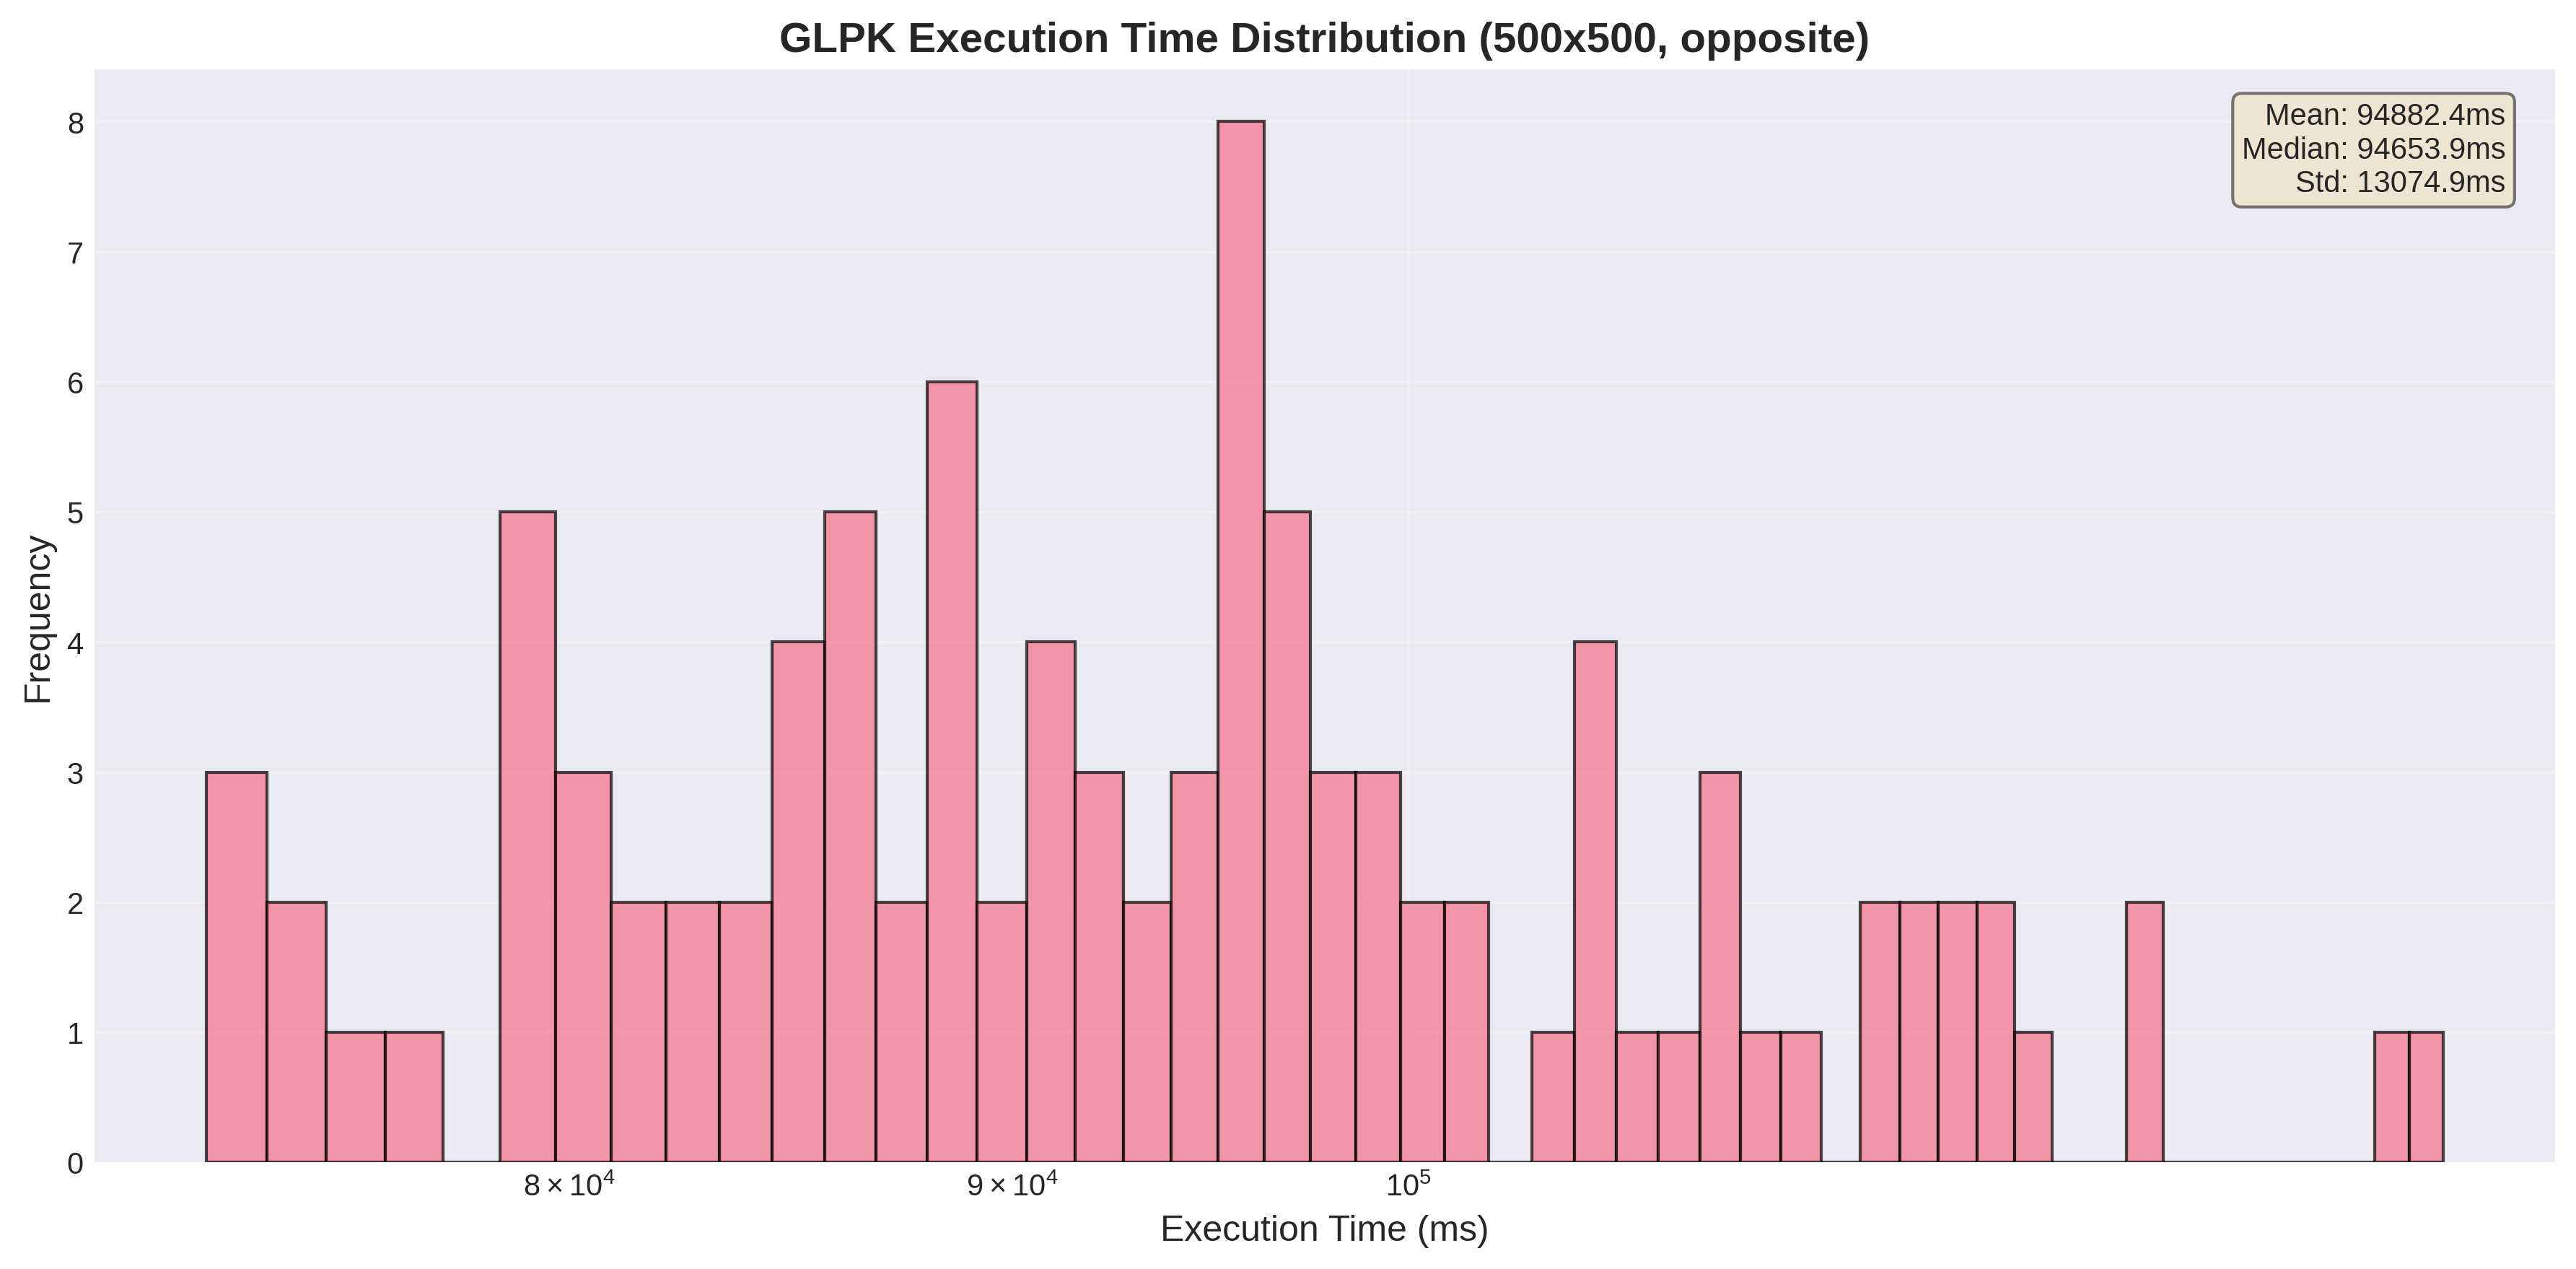 GLPK Execution Time Distribution (500x500, opposite)
Mean: 94882.4ms
Median: 94653.9ms
Std: 13074.9ms
Frequency
8
7
6
5
4
3
2
1
0
8 × 10⁴
9 × 10⁴
10⁵
Execution Time (ms)